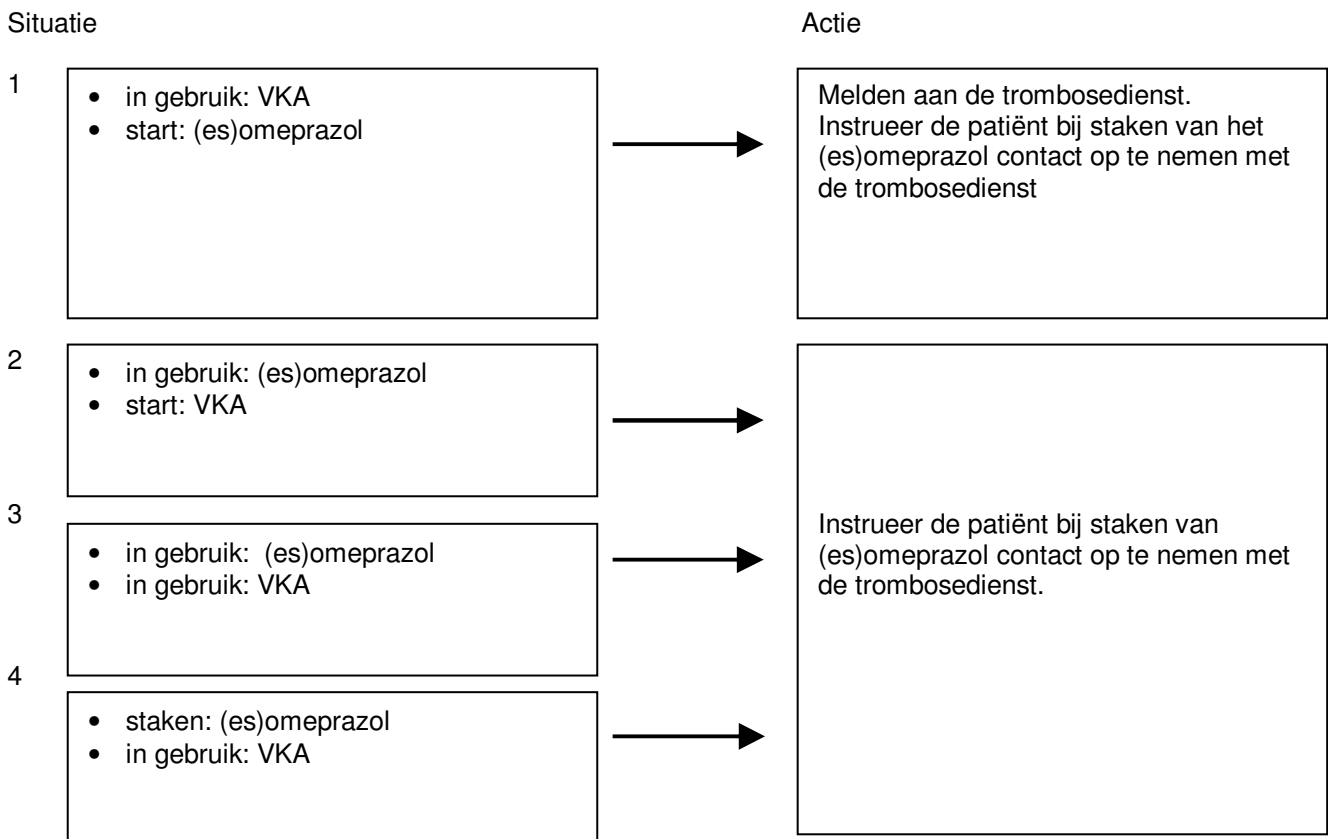 Situatie
Actie
1
• in gebruik: VKA
• start: (es)omeprazol
Melden aan de trombosedienst.
Instrueer de patiënt bij staken van het
(es)omeprazol contact op te nemen met
de trombosedienst
2
• in gebruik: (es)omeprazol
• start: VKA
3
• in gebruik:  (es)omeprazol
• in gebruik: VKA
Instrueer de patiënt bij staken van
(es)omeprazol contact op te nemen met
de trombosedienst.
4
• staken: (es)omeprazol
• in gebruik: VKA